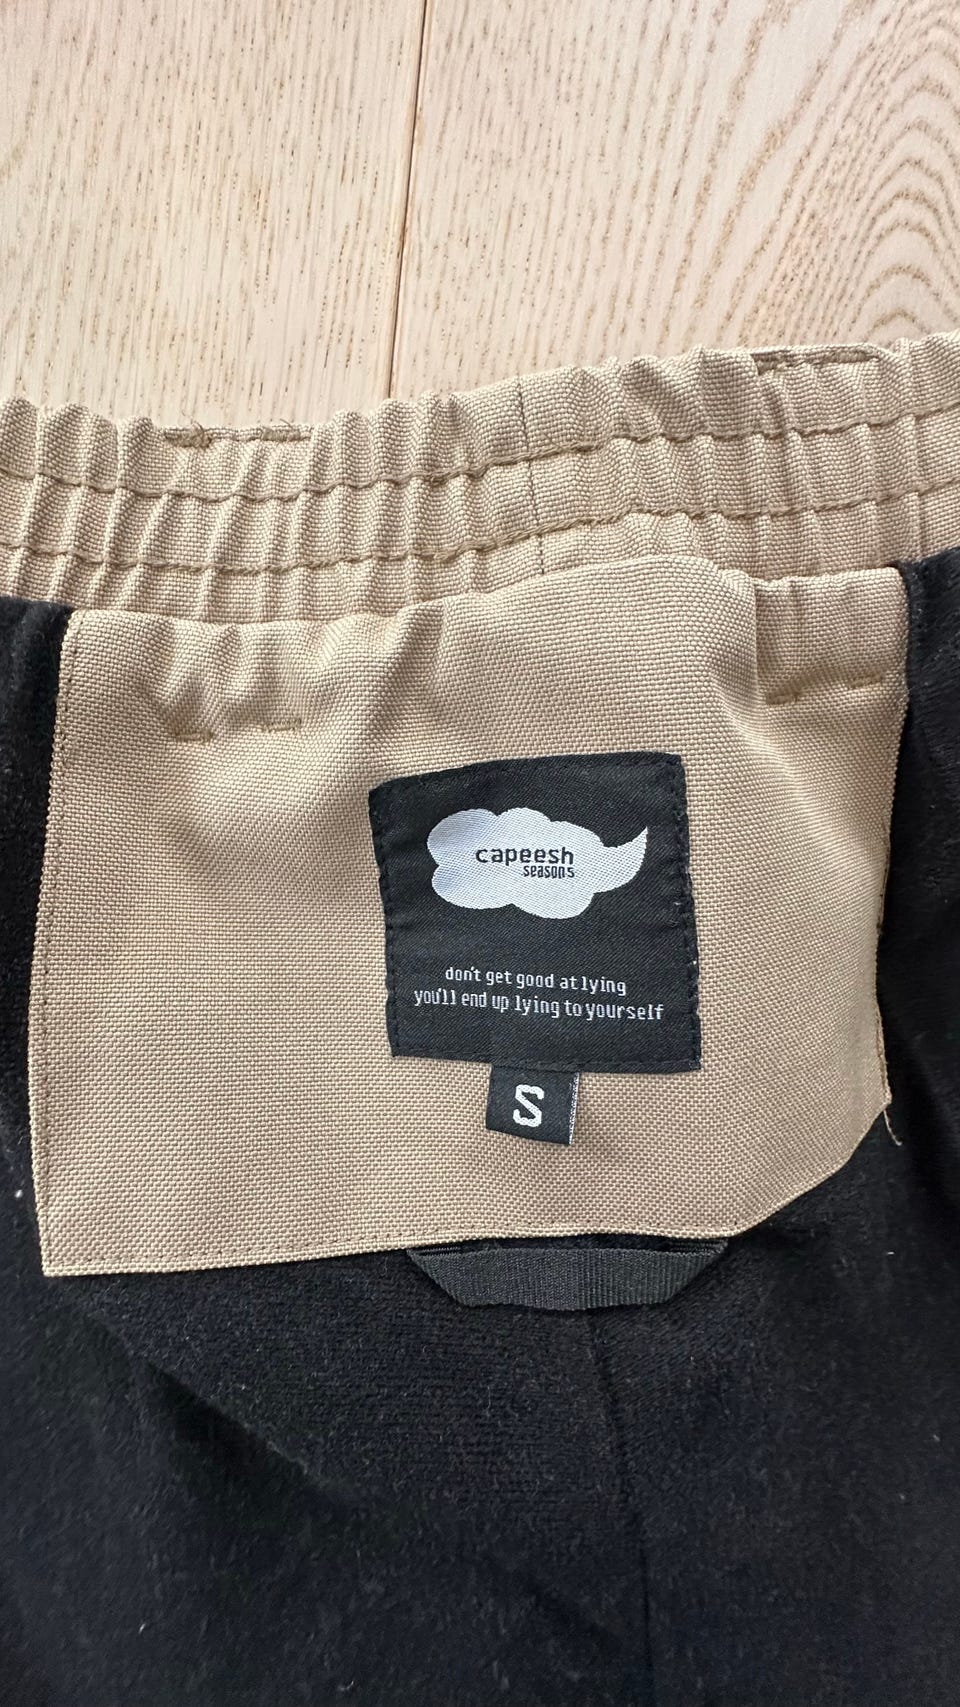 capeesh
seasons
don't get good at lying
you'll end up lying to yourself
S